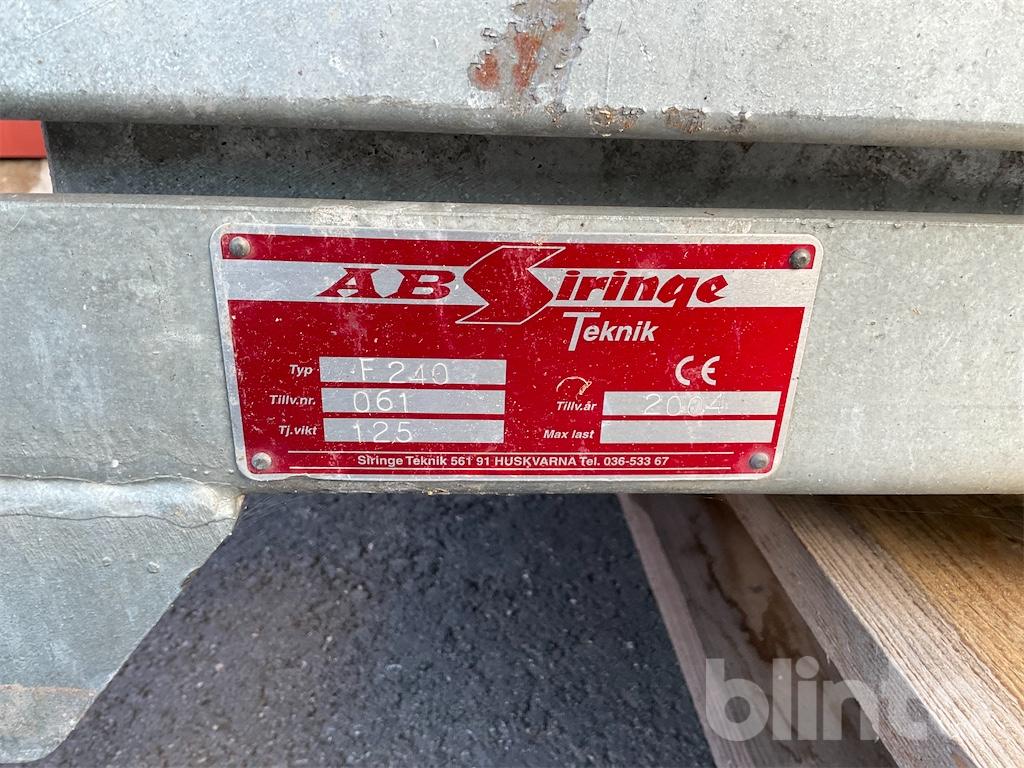 AB Siringe
Teknik
Typ F 240
CE
Tillv.nr. 061
Tillv.år 2004
Tj.vikt 125
Max last
Siringe Teknik 561 91 HUSKVARNA Tel. 036-533 67
blinto